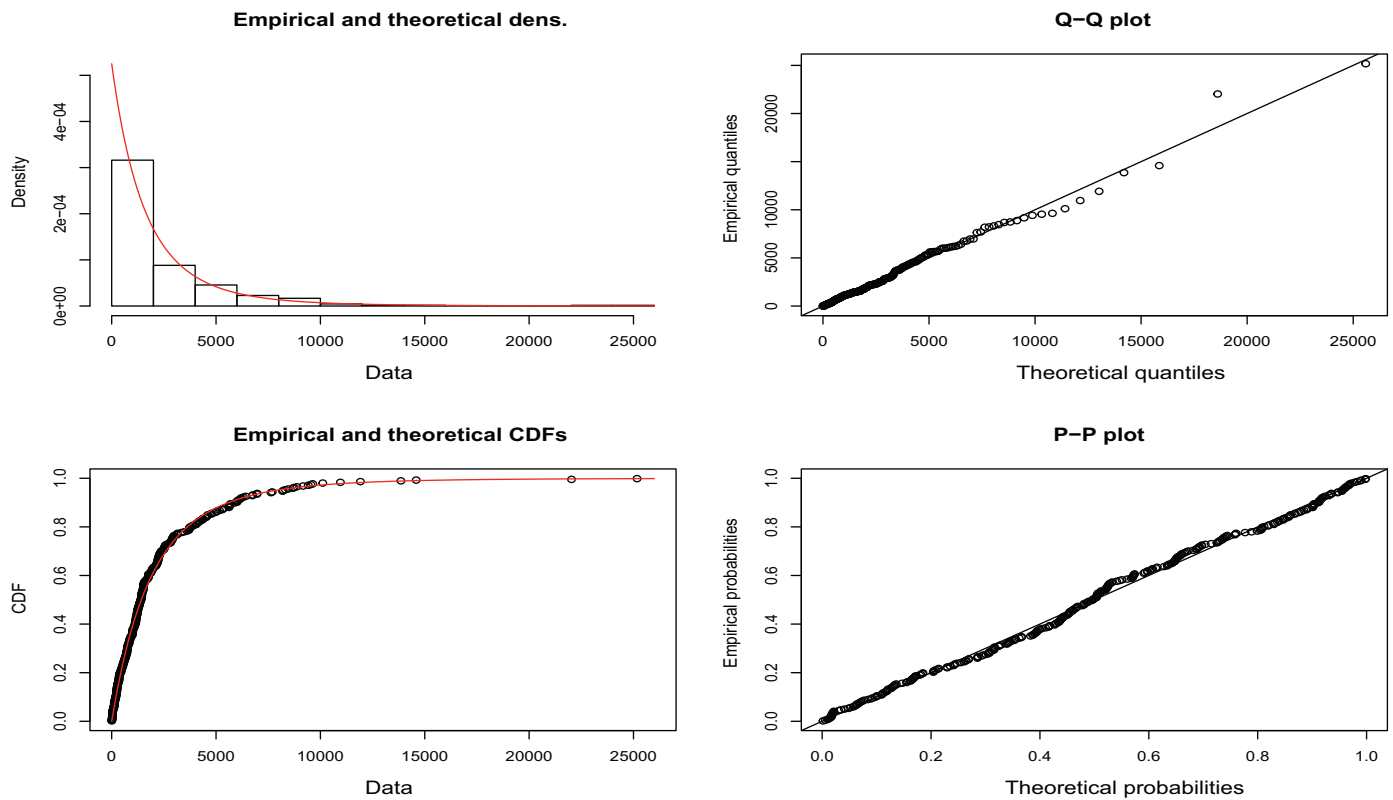 Empirical and theoretical dens.
Density
0e+00 2e−04 4e−04
0 5000 10000 15000 20000 25000
Data
Q−Q plot
Empirical quantiles
0 5000 10000 20000
0 5000 10000 15000 20000 25000
Theoretical quantiles
Empirical and theoretical CDFs
CDF
0.0 0.2 0.4 0.6 0.8 1.0
0 5000 10000 15000 20000 25000
Data
P−P plot
Empirical probabilities
0.0 0.2 0.4 0.6 0.8 1.0
0.0 0.2 0.4 0.6 0.8 1.0
Theoretical probabilities